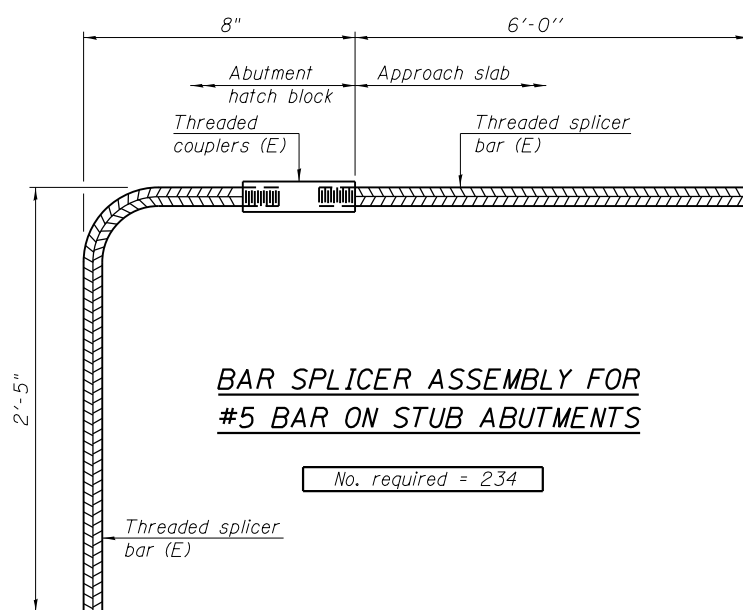 8"
6'-0''
Abutment
hatch block
Approach slab
Threaded
couplers (E)
Threaded splicer
bar (E)
2'-5"
BAR SPLICER ASSEMBLY FOR
#5 BAR ON STUB ABUTMENTS
No. required = 234
Threaded splicer
bar (E)